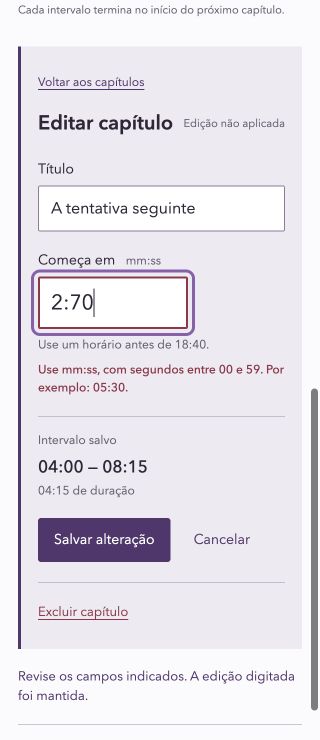 Cada intervalo termina no início do próximo capítulo.
Voltar aos capítulos
Editar capítulo Edição não aplicada
Título
A tentativa seguinte
Começa em mm:ss
2:70
Use um horário antes de 18:40.
Use mm:ss, com segundos entre 00 e 59. Por
exemplo: 05:30.
Intervalo salvo
04:00 – 08:15
04:15 de duração
Salvar alteração Cancelar
Excluir capítulo
Revise os campos indicados. A edição digitada
foi mantida.